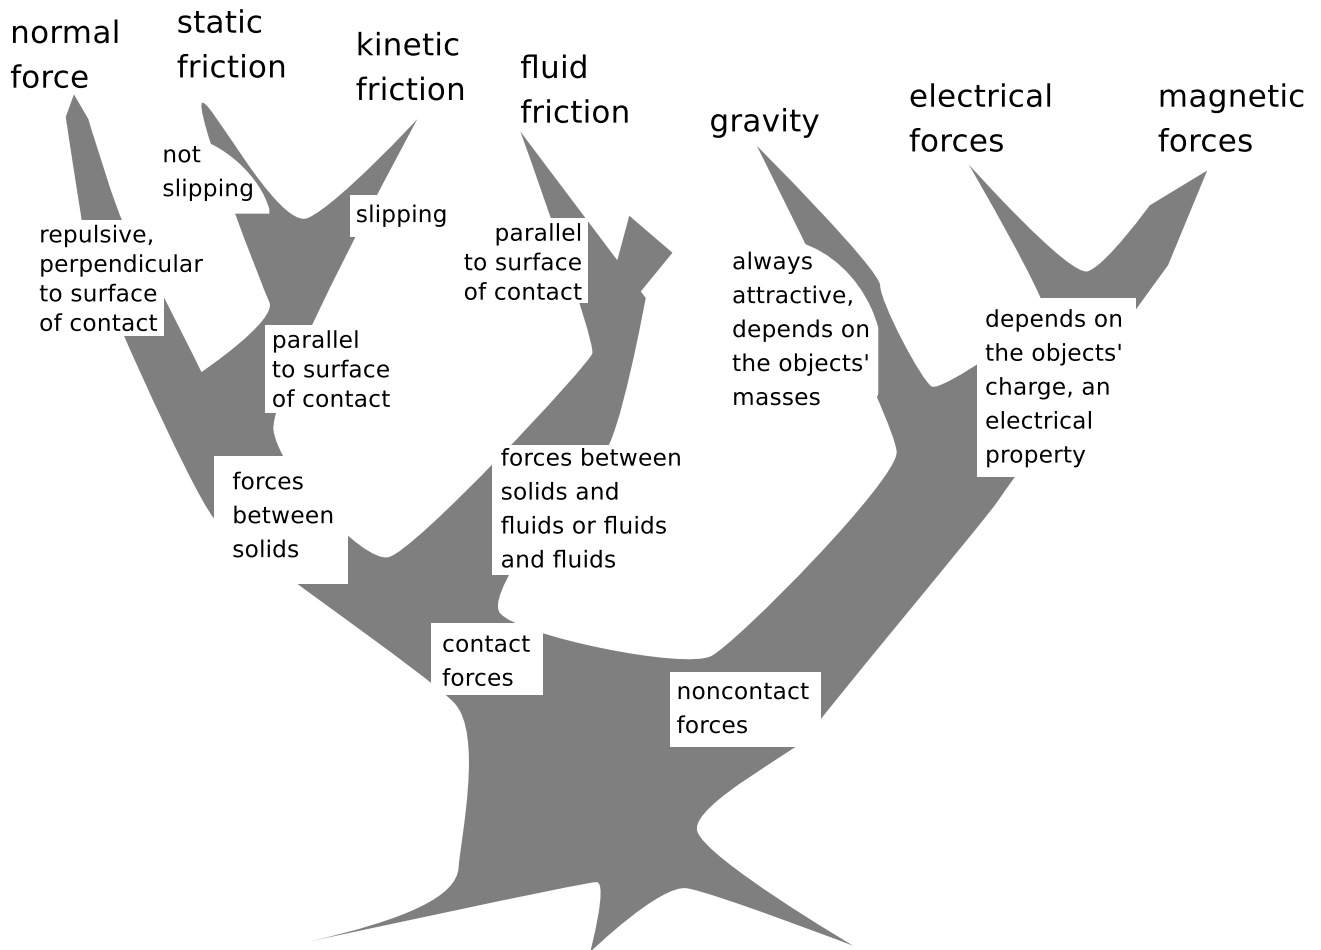 normal
force
static
friction
kinetic
friction
fluid
friction
gravity
electrical
forces
magnetic
forces
not
slipping
slipping
repulsive,
perpendicular
to surface
of contact
parallel
to surface
of contact
parallel
to surface
of contact
always
attractive,
depends on
the objects'
masses
depends on
the objects'
charge, an
electrical
property
forces
between
solids
forces between
solids and
fluids or fluids
and fluids
contact
forces
noncontact
forces